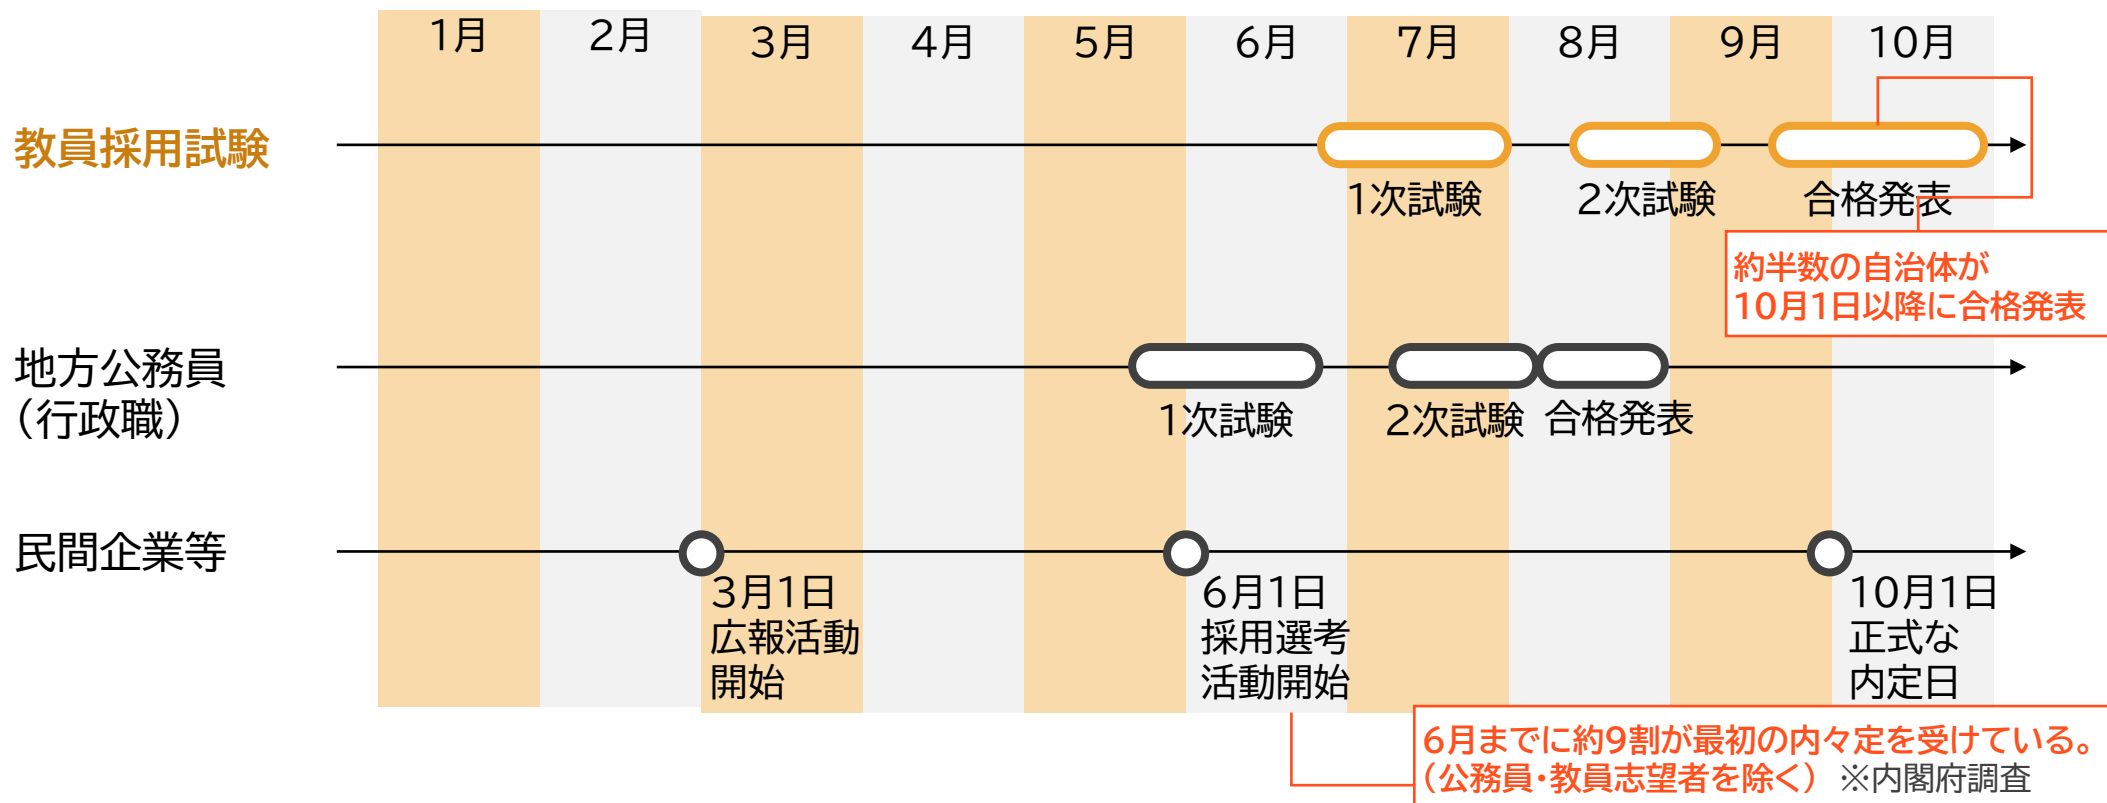 1月 2月 3月 4月 5月 6月 7月 8月 9月 10月
教員採用試験
1次試験 2次試験 合格発表
約半数の自治体が
10月1日以降に合格発表
地方公務員
（行政職）
1次試験 2次試験 合格発表
民間企業等
3月1日
広報活動
開始
6月1日
採用選考
活動開始
10月1日
正式な
内定日
6月までに約9割が最初の内々定を受けている。
（公務員・教員志望者を除く） ※内閣府調査